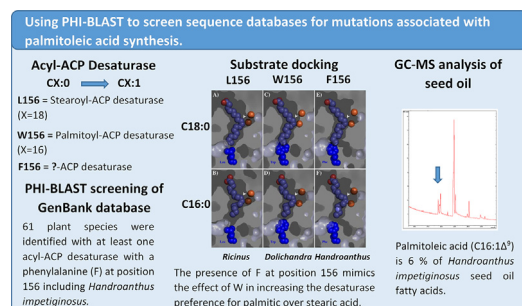 Using PHI-BLAST to screen sequence databases for mutations associated with
palmitoleic acid synthesis.
Acyl-ACP Desaturase
CX:0 CX:1
L156 = Stearoyl-ACP desaturase
(X=18)
W156 = Palmitoyl-ACP desaturase
(X=16)
F156 = ?-ACP desaturase
PHI-BLAST screening of
GenBank database
61 plant species were
identified with at least one
acyl-ACP desaturase with a
phenylalanine (F) at position
156 including Handroanthus
impetiginosus.
Substrate docking
L156 W156 F156
A) C) E)
C18:0
B) D) F)
C16:0
Ricinus Dolichandra Handroanthus
The presence of F at position 156 mimics
the effect of W in increasing the desaturase
preference for palmitic over stearic acid.
GC-MS analysis of
seed oil
Palmitoleic acid (C16:1Δ⁹)
is 6 % of Handroanthus
impetiginosus seed oil
fatty acids.